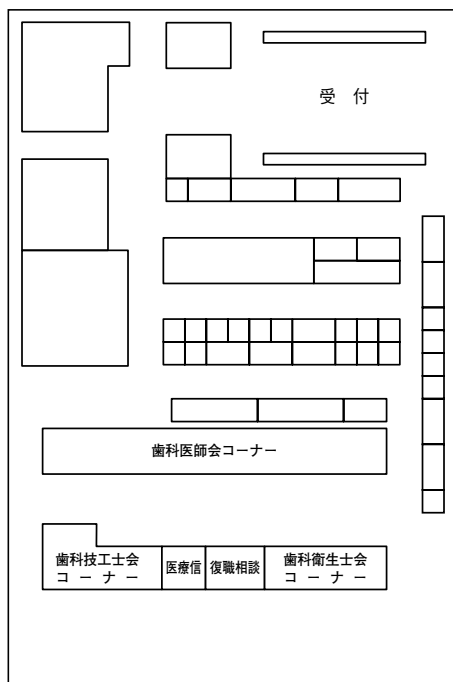 受　付
歯科医師会コーナー
歯科技工士会
コ　ー　ナ　ー
医療信
復職相談
歯科衛生士会
コ　ー　ナ　ー